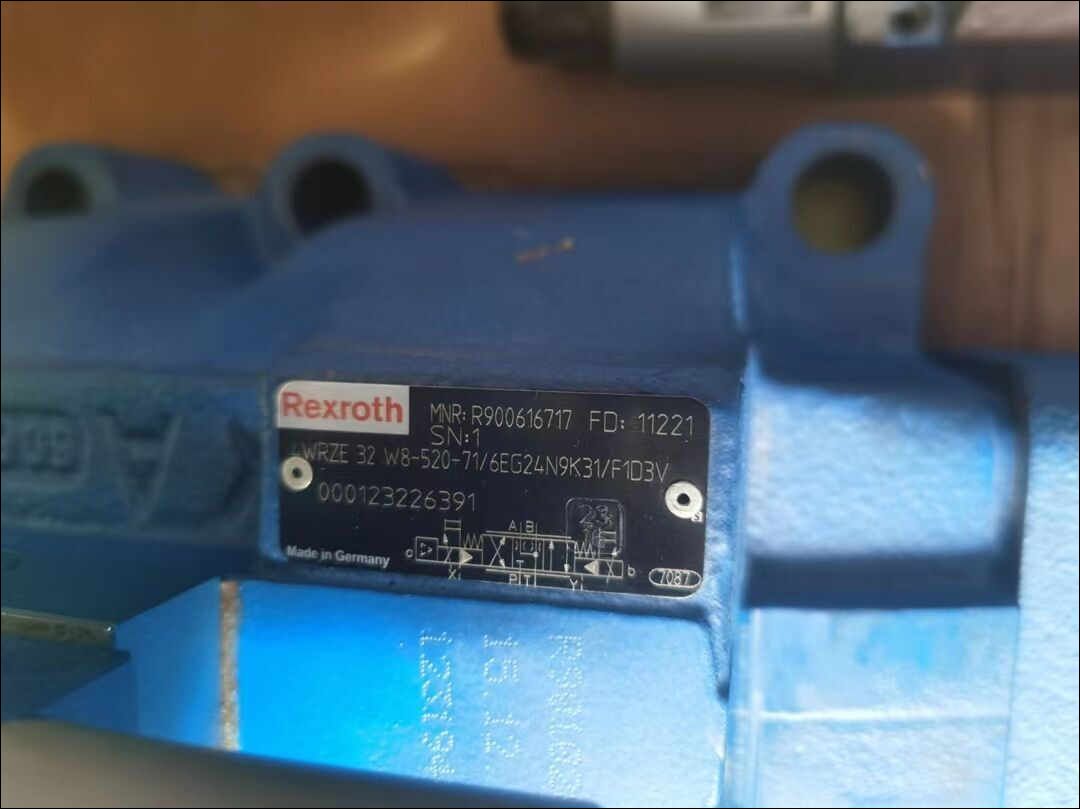 Rexroth
MNR: R900616717 FD: 11221
SN:1
4WRZE 32 W8-520-71/6EG24N9K31/F1D3V
000123226391
23
A B
Made in Germany
c
b
T
X
P T
Y
7087
S